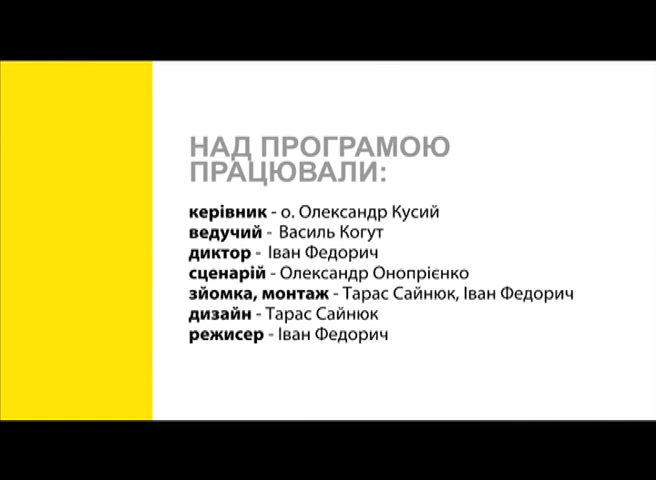 НАД ПРОГРАМОЮ
ПРАЦЮВАЛИ:
керівник - о. Олександр Кусий
ведучий - Василь Когут
диктор - Іван Федорич
сценарій - Олександр Онопрієнко
зйомка, монтаж - Тарас Сайнюк, Іван Федорич
дизайн - Тарас Сайнюк
режисер - Іван Федорич